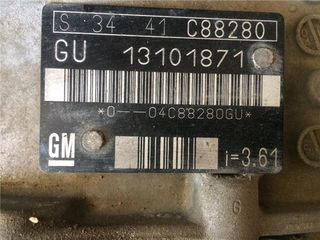 S 34 41 C88280
GU 13101871
*0---04C88280GU*
GM i=3.61
G